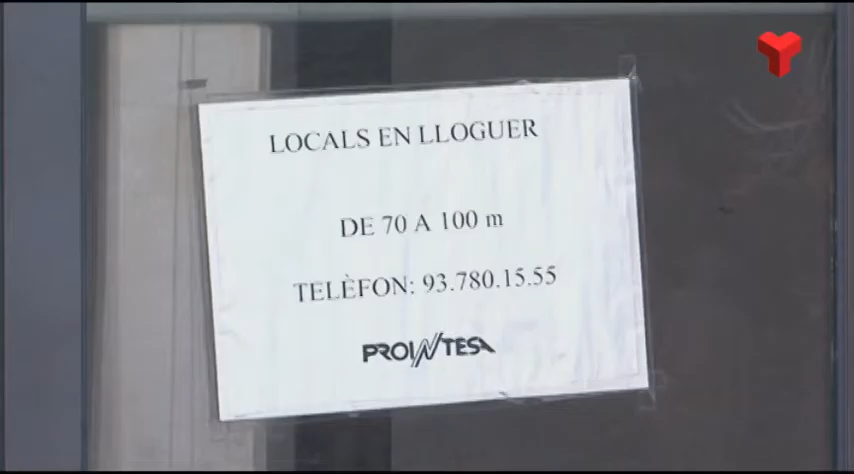 LOCALS EN LLOGUER
DE 70 A 100 m
TELÈFON: 93.780.15.55
PROINTESA